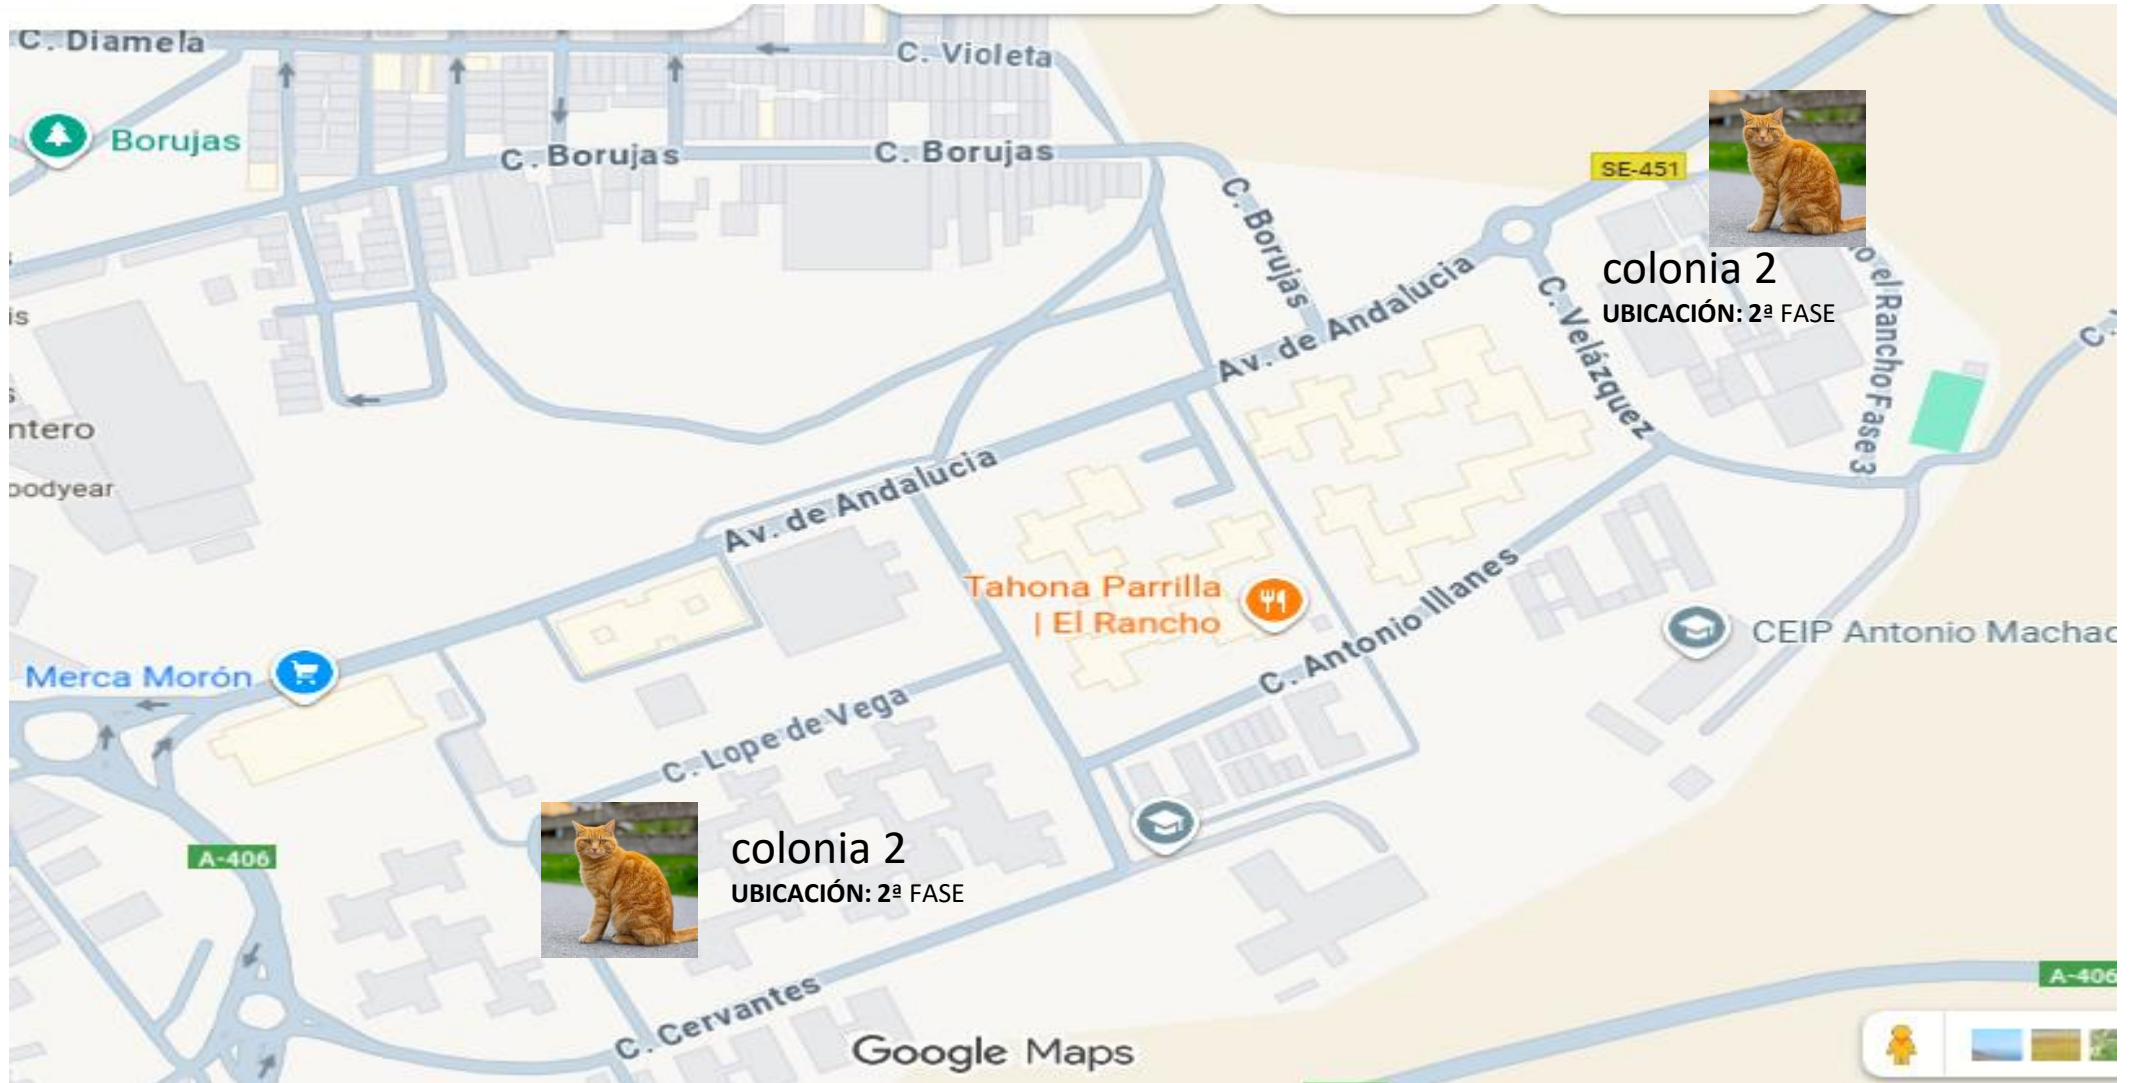 C. Diamela
C. Violeta
Borujas
C. Borujas
C. Borujas
C. Borujas
SE-451
colonia 2
UBICACIÓN: 2ª FASE
el Rancho Fase 3
Av. de Andalucia
C. Velázquez
is
ntero
oodyear
Av. de Andalucia
Tahona Parrilla
| El Rancho
C. Antonio Illanes
CEIP Antonio Machac
Merca Morón
C. Lope de Vega
A-406
colonia 2
UBICACIÓN: 2ª FASE
C. Cervantes
A-406
Google Maps